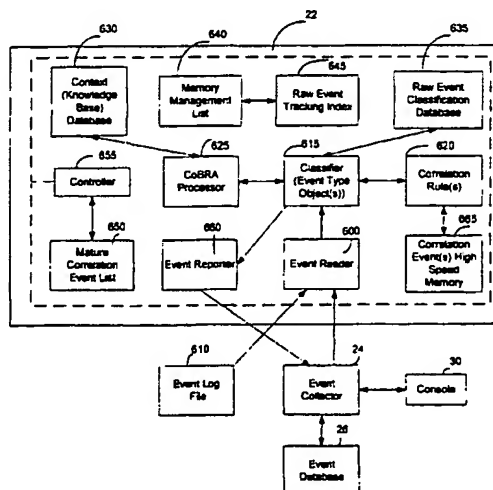 630
640
22
635
645
Context
(Knowledge
Base) Database
Memory
Management
List
Raw Event
Tracking Index
Raw Event
Classification
Database
655
625
615
620
Controller
CoBRA
Processor
Classifier
(Event Type
Object(s))
Correlation
Rule(s)
650
660
600
665
Mature
Correlation
Event List
Event Reporter
Event Reader
Correlation
Event(s) High
Speed
Memory
610
24
30
Event Log
File
Event
Collector
Console
26
Event
Database